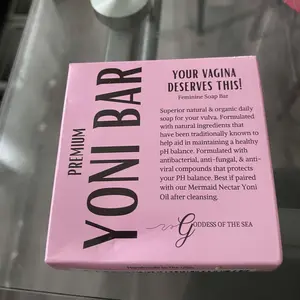 PREMIUM
YONI BAR
YOUR VAGINA
DESERVES THIS!
Feminine Soap Bar
Superior natural & organic daily
soap for your vulva. Formulated
with natural ingredients that
have been traditionally known to
help aid in maintaining a healthy
pH balance. Formulated with
antibacterial, anti-fungal, & anti-
viral compounds that protects
your PH balance. Best if paired
with our Mermaid Nectar Yoni
Oil after cleansing.
GODDESS OF THE SEA